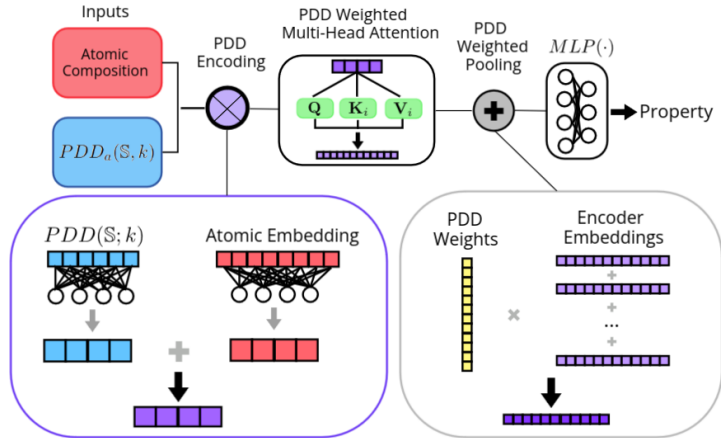 Inputs
Atomic
Composition
PDD_a(𝕊, k)
PDD
Encoding
PDD Weighted
Multi-Head Attention
Q K_i V_i
PDD
Weighted
Pooling
MLP(·)
Property
PDD(𝕊; k)
Atomic Embedding
PDD
Weights
Encoder
Embeddings
...